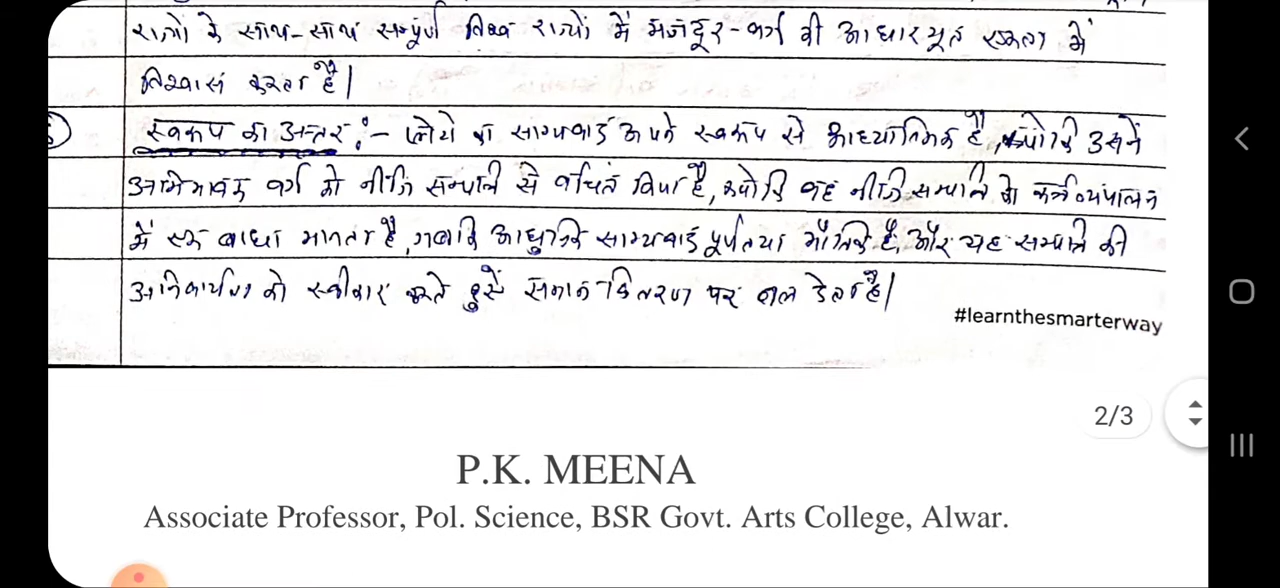 राज्यों के साथ-साथ सम्पूर्ण विश्व राज्यों में मजदूर-वर्ग की आधारभूत एकता में
विश्वास करता है।
स्वरूप का अन्तर :- प्लेटो का साम्यवाद अपने स्वरूप से आध्यात्मिक है, क्योंकि उसने
अभिभावक वर्ग को नीजि सम्पत्ति से वंचित किया है, क्योंकि वह नीजि सम्पत्ति को कर्त्तव्यपालन
में एक बाधा मानता है, जबकि आधुनिक साम्यवाद पूर्णतया भौतिक है, और यह सम्पत्ति की
अनिवार्यता को स्वीकार करते हुये समान वितरण पर बल देता है।
#learnthesmarterway
2/3
P.K. MEENA
Associate Professor, Pol. Science, BSR Govt. Arts College, Alwar.